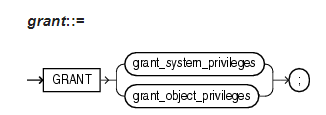 grant::=
grant_system_privileges
GRANT
;
grant_object_privileges